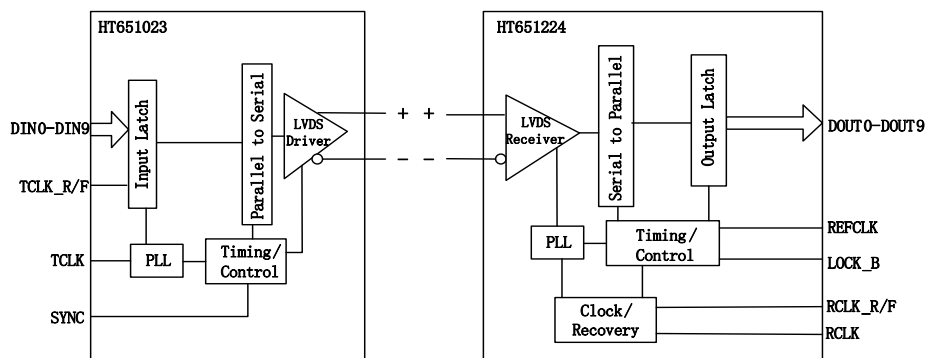 HT651023
HT651224
DIN0-DIN9
TCLK_R/F
TCLK
SYNC
Input Latch
Parallel to Serial
LVDS
Driver
PLL
Timing/
Control
+ +
- -
LVDS
Receiver
Serial to Parallel
Output Latch
PLL
Timing/
Control
Clock/
Recovery
DOUT0-DOUT9
REFCLK
LOCK_B
RCLK_R/F
RCLK